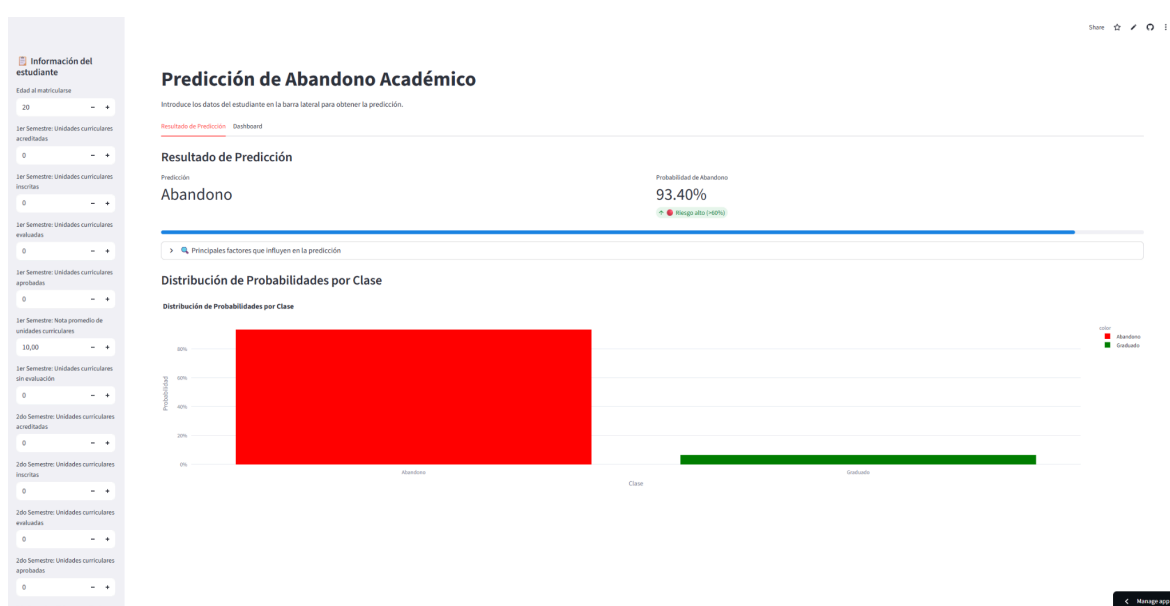 Share
Información del
estudiante
Edad al matricularse
20 - +
1er Semestre: Unidades curriculares
acreditadas
0 - +
1er Semestre: Unidades curriculares
inscritas
0 - +
1er Semestre: Unidades curriculares
evaluadas
0 - +
1er Semestre: Unidades curriculares
aprobadas
0 - +
1er Semestre: Nota promedio de
unidades curriculares
10,00 - +
1er Semestre: Unidades curriculares
sin evaluación
0 - +
2do Semestre: Unidades curriculares
acreditadas
0 - +
2do Semestre: Unidades curriculares
inscritas
0 - +
2do Semestre: Unidades curriculares
evaluadas
0 - +
2do Semestre: Unidades curriculares
aprobadas
0 - +
Predicción de Abandono Académico
Introduce los datos del estudiante en la barra lateral para obtener la predicción.
Resultado de Predicción Dashboard
Resultado de Predicción
Predicción
Abandono
Probabilidad de Abandono
93.40%
↑ Riesgo alto (>60%)
> Principales factores que influyen en la predicción
Distribución de Probabilidades por Clase
Distribución de Probabilidades por Clase
color
Abandono
Graduado
80%
60%
40%
20%
0%
Probabilidad
Abandono
Graduado
Clase
< Manage app